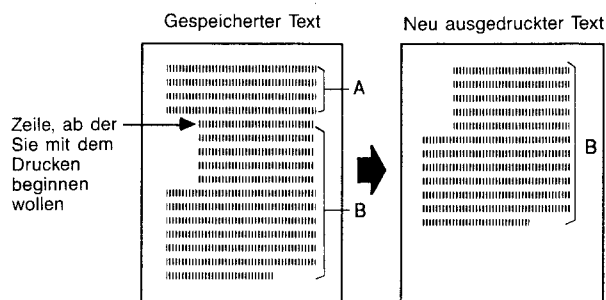 Gespeicherter Text
Neu ausgedruckter Text
A
Zeile, ab der
Sie mit dem
Drucken
beginnen
wollen
B
B